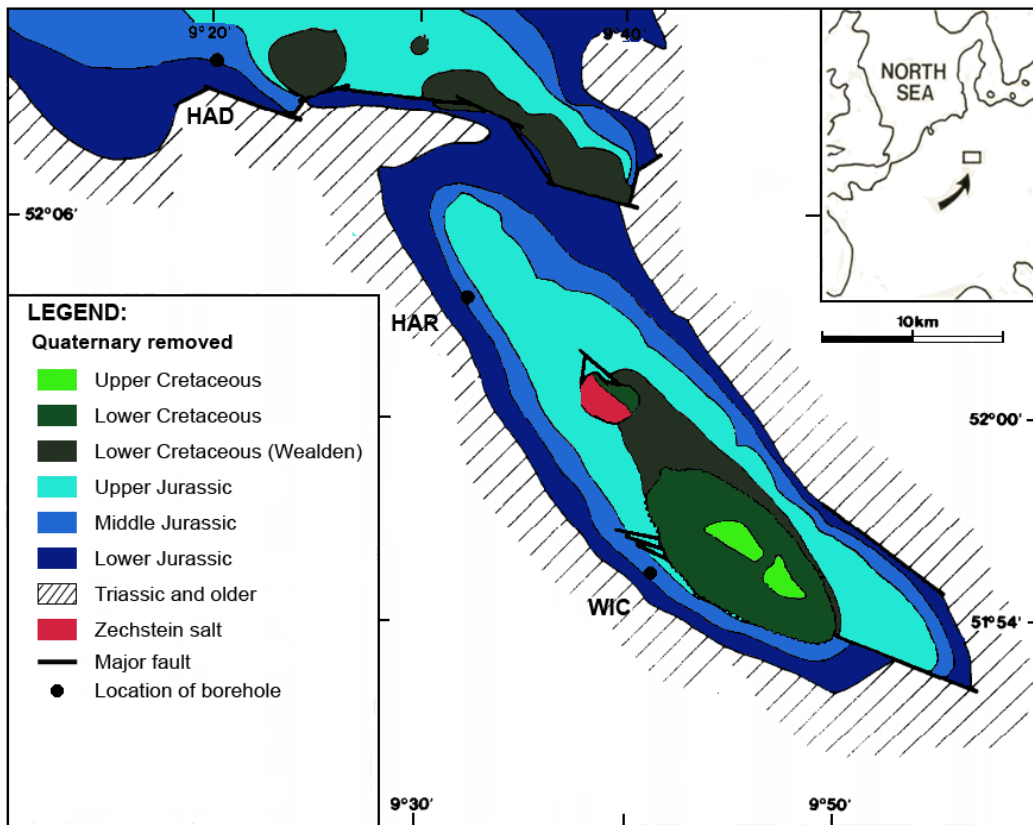 9°20′
9°40′
NORTH
SEA
HAD
52°06′
HAR
10km
LEGEND:
Quaternary removed
Upper Cretaceous
Lower Cretaceous
Lower Cretaceous (Wealden)
Upper Jurassic
Middle Jurassic
Lower Jurassic
Triassic and older
Zechstein salt
Major fault
Location of borehole
52°00′
WIC
51°54′
9°30′
9°50′